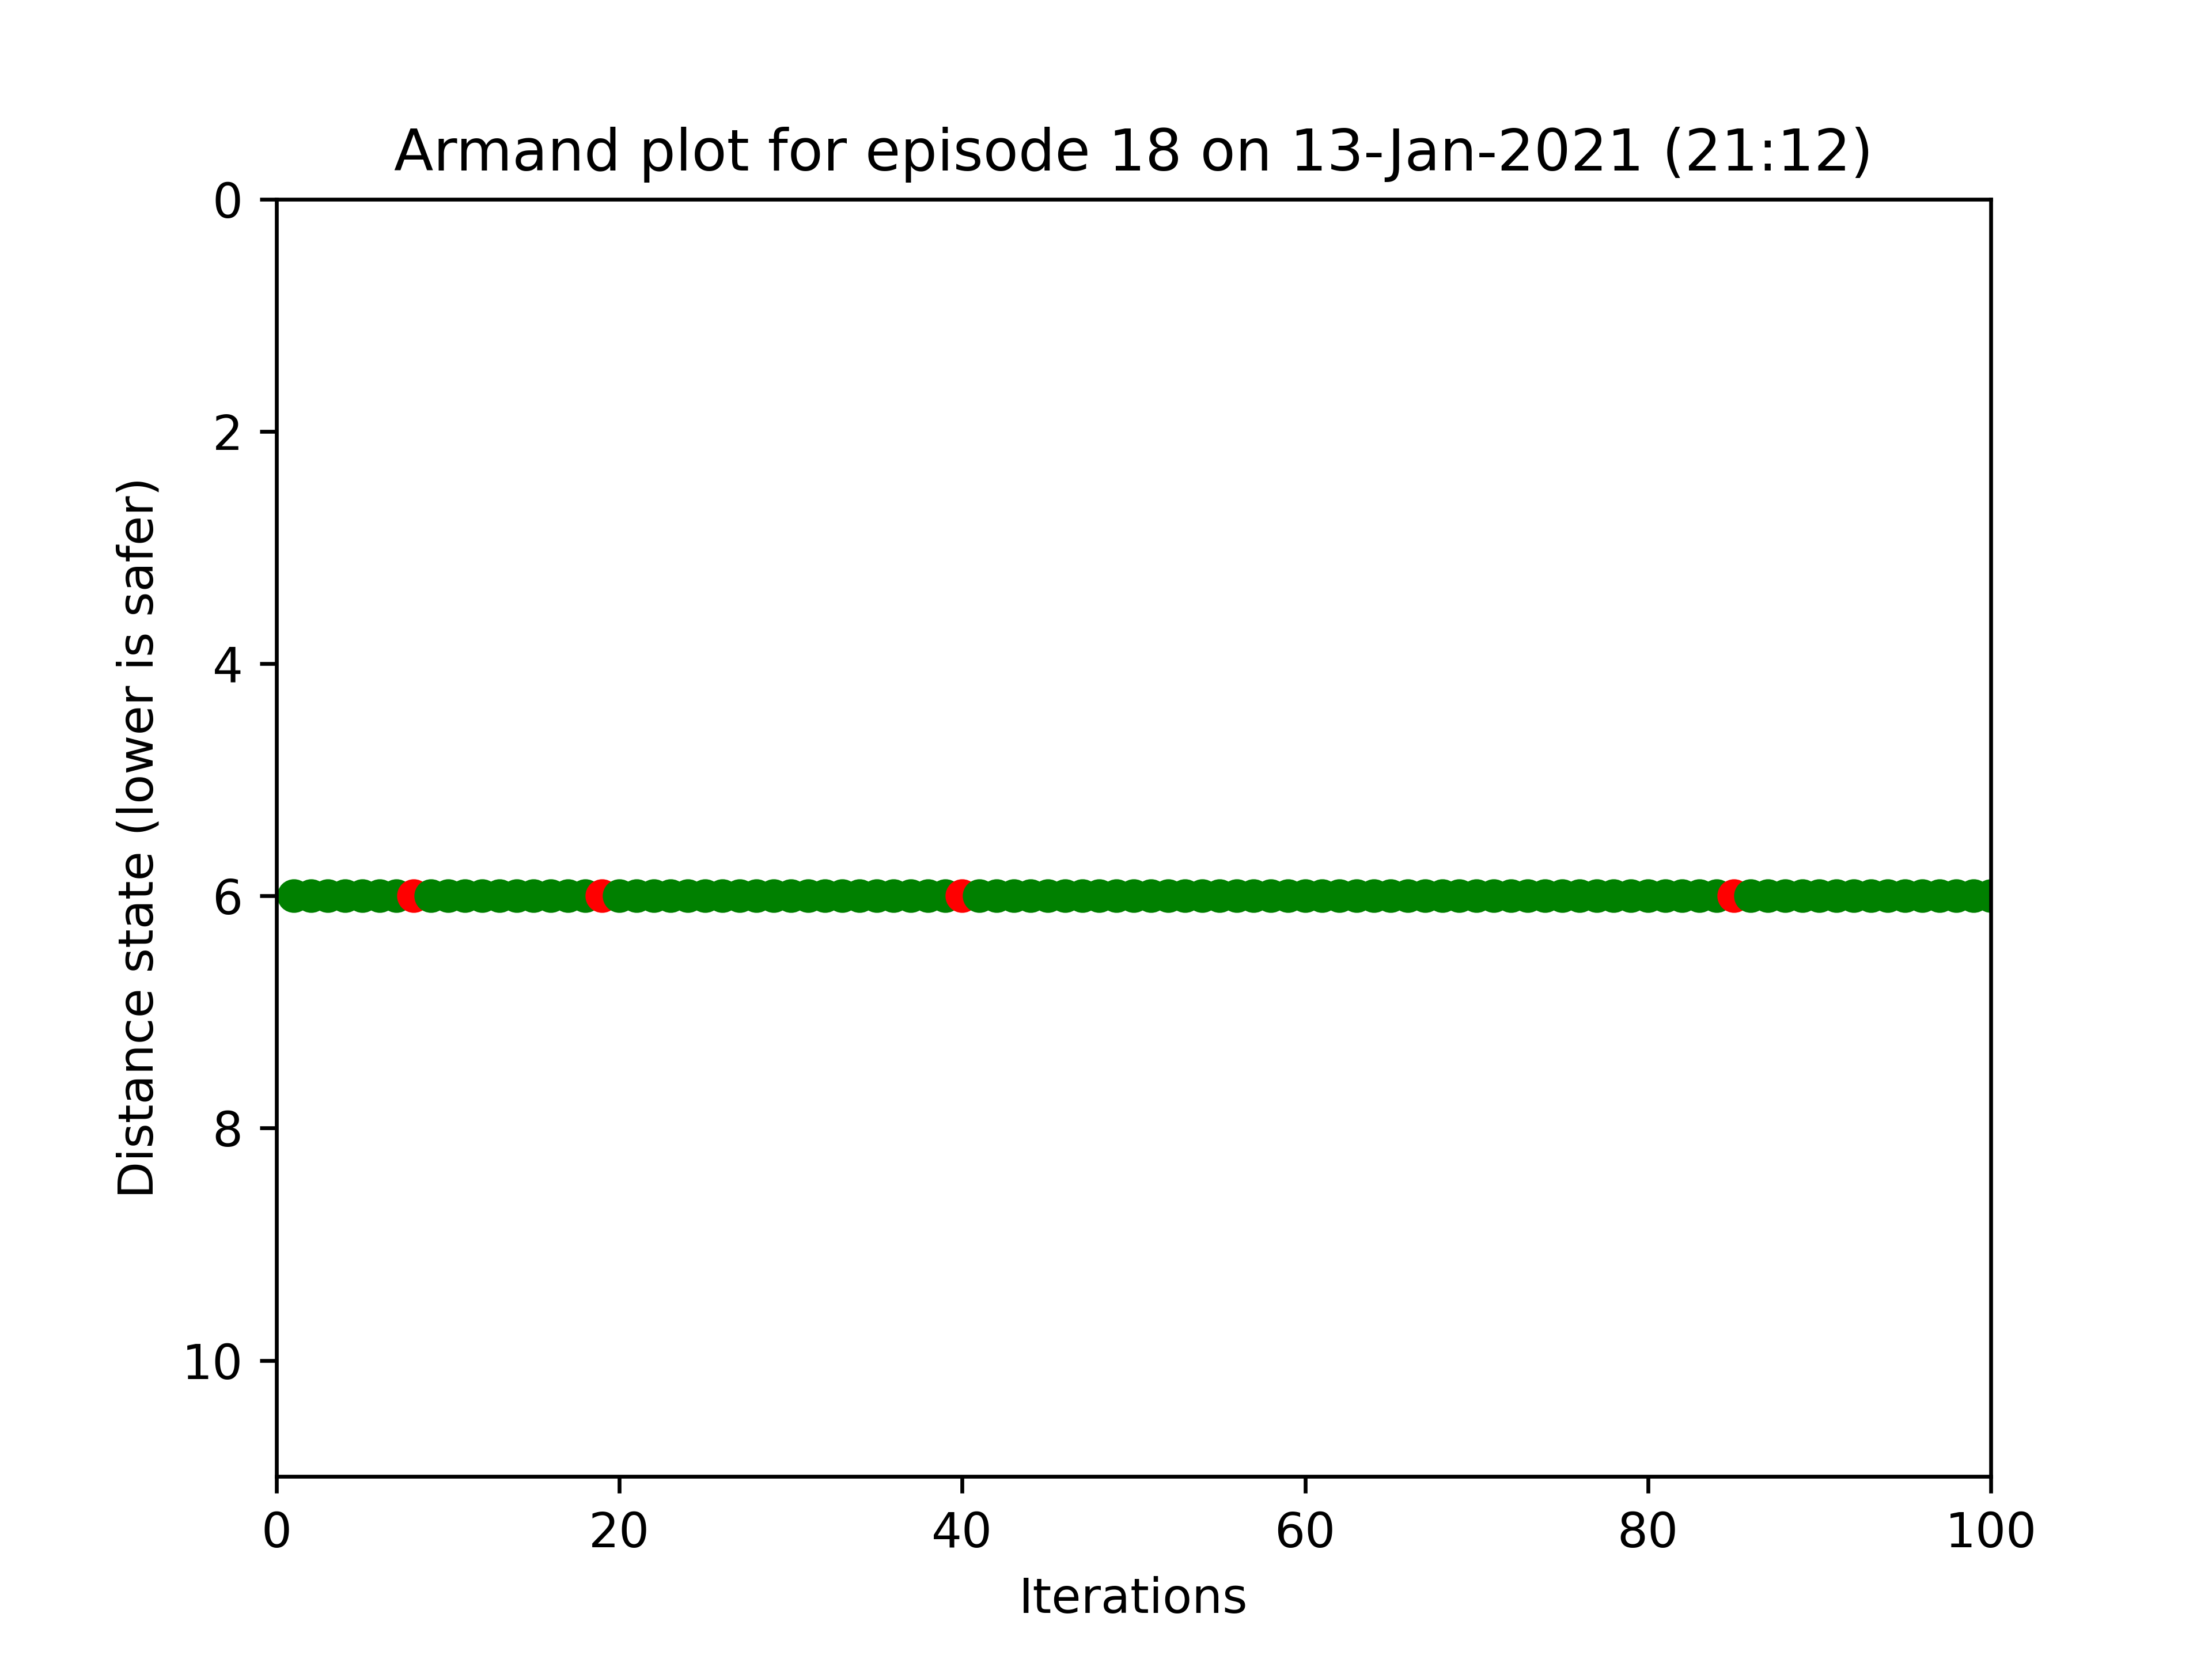 Armand plot for episode 18 on 13-Jan-2021 (21:12)
0
2
4
6
8
10
Distance state (lower is safer)
0 20 40 60 80 100
Iterations